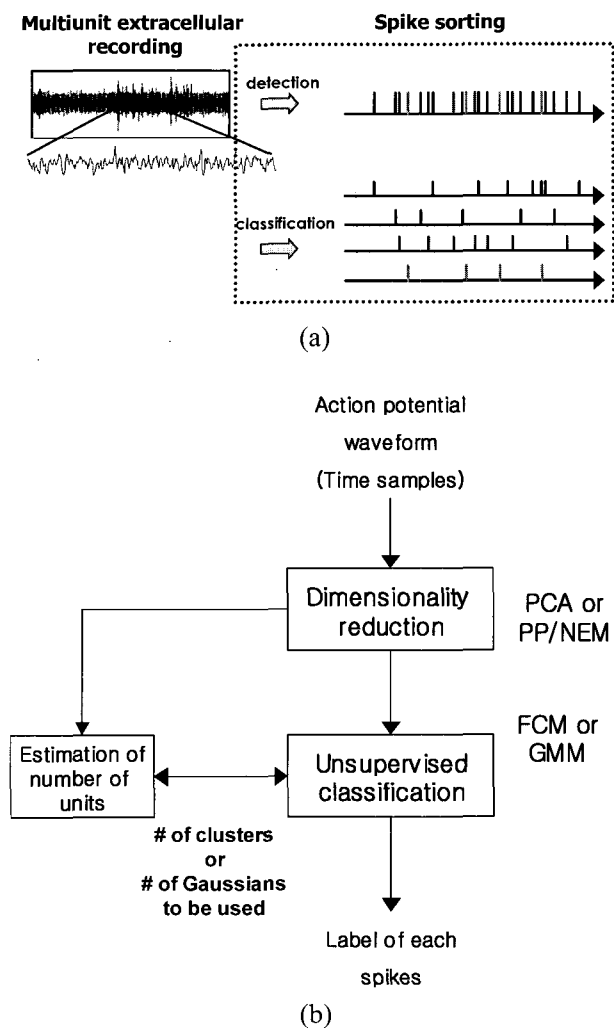 Multiunit extracellular
recording
Spike sorting
detection
classification
(a)
Action potential
waveform
(Time samples)
Dimensionality
reduction
PCA or
PP/NEM
FCM or
GMM
Estimation of
number of
units
Unsupervised
classification
# of clusters
or
# of Gaussians
to be used
Label of each
spikes
(b)